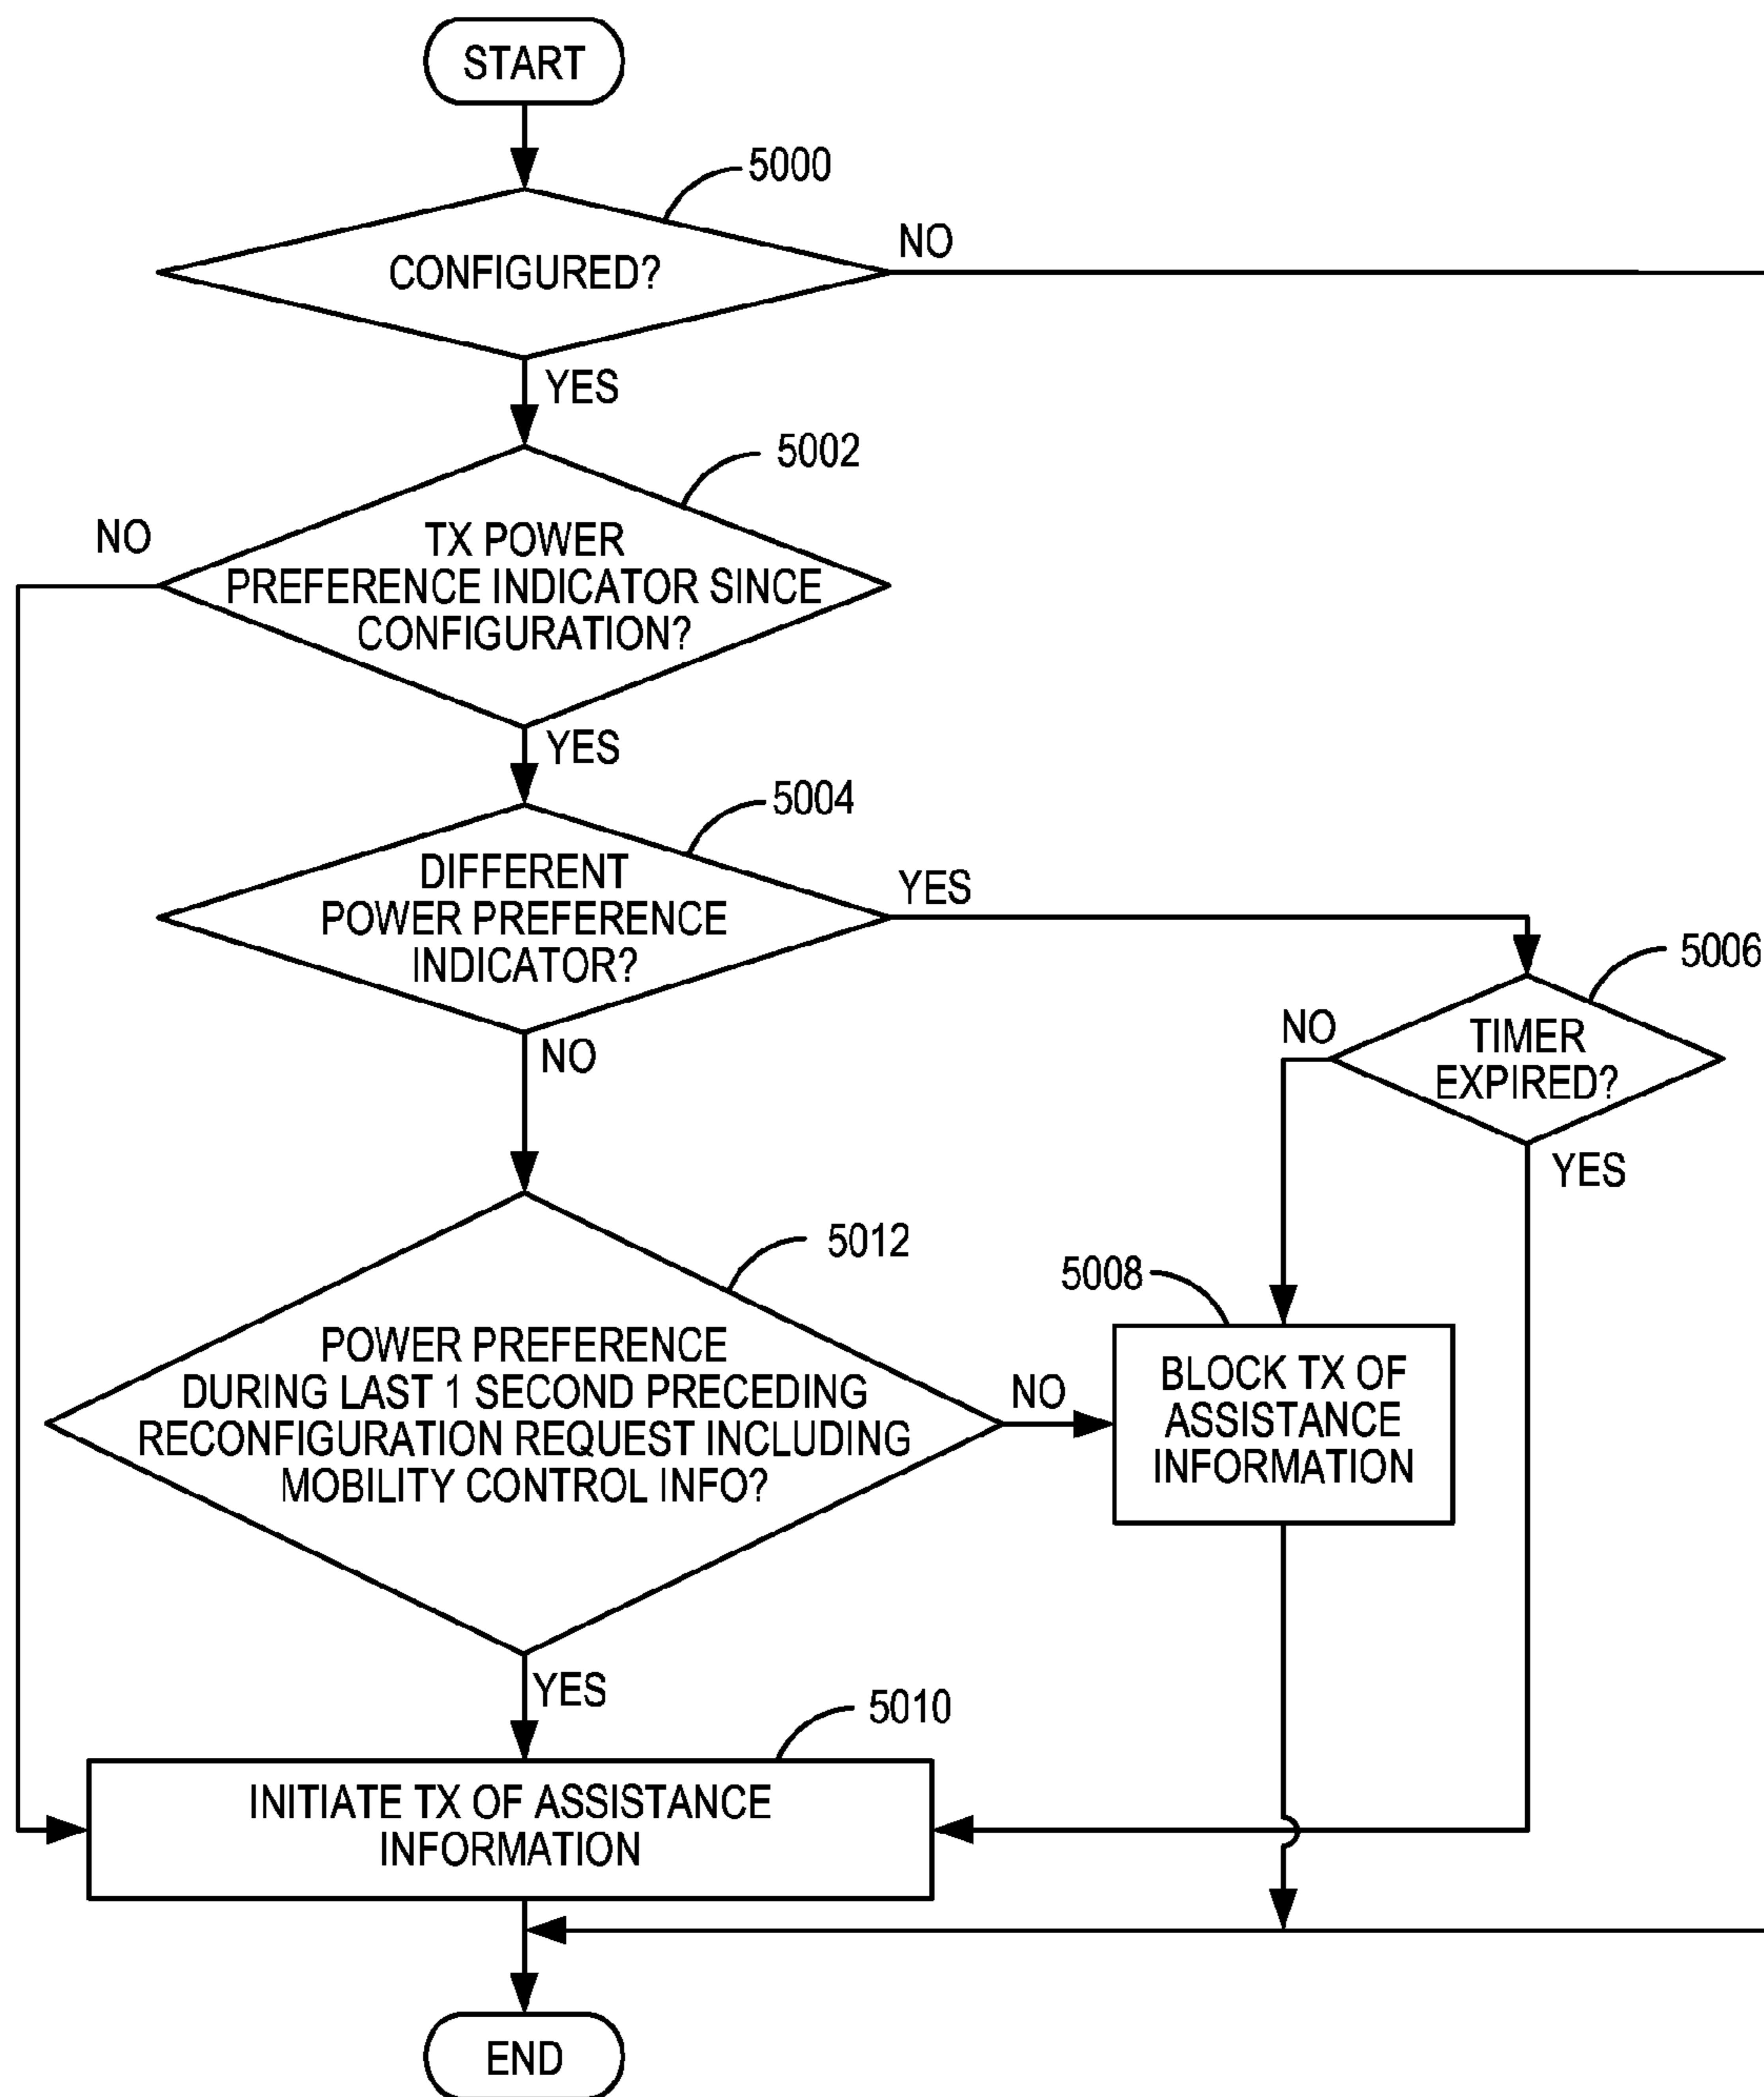 START
5000
CONFIGURED?
NO
YES
5002
NO
TX POWER
PREFERENCE INDICATOR SINCE
CONFIGURATION?
YES
5004
DIFFERENT
POWER PREFERENCE
INDICATOR?
YES
5006
NO
TIMER
EXPIRED?
NO
YES
5012
5008
POWER PREFERENCE
DURING LAST 1 SECOND PRECEDING
RECONFIGURATION REQUEST INCLUDING
MOBILITY CONTROL INFO?
NO
BLOCK TX OF
ASSISTANCE
INFORMATION
YES
5010
INITIATE TX OF ASSISTANCE
INFORMATION
END